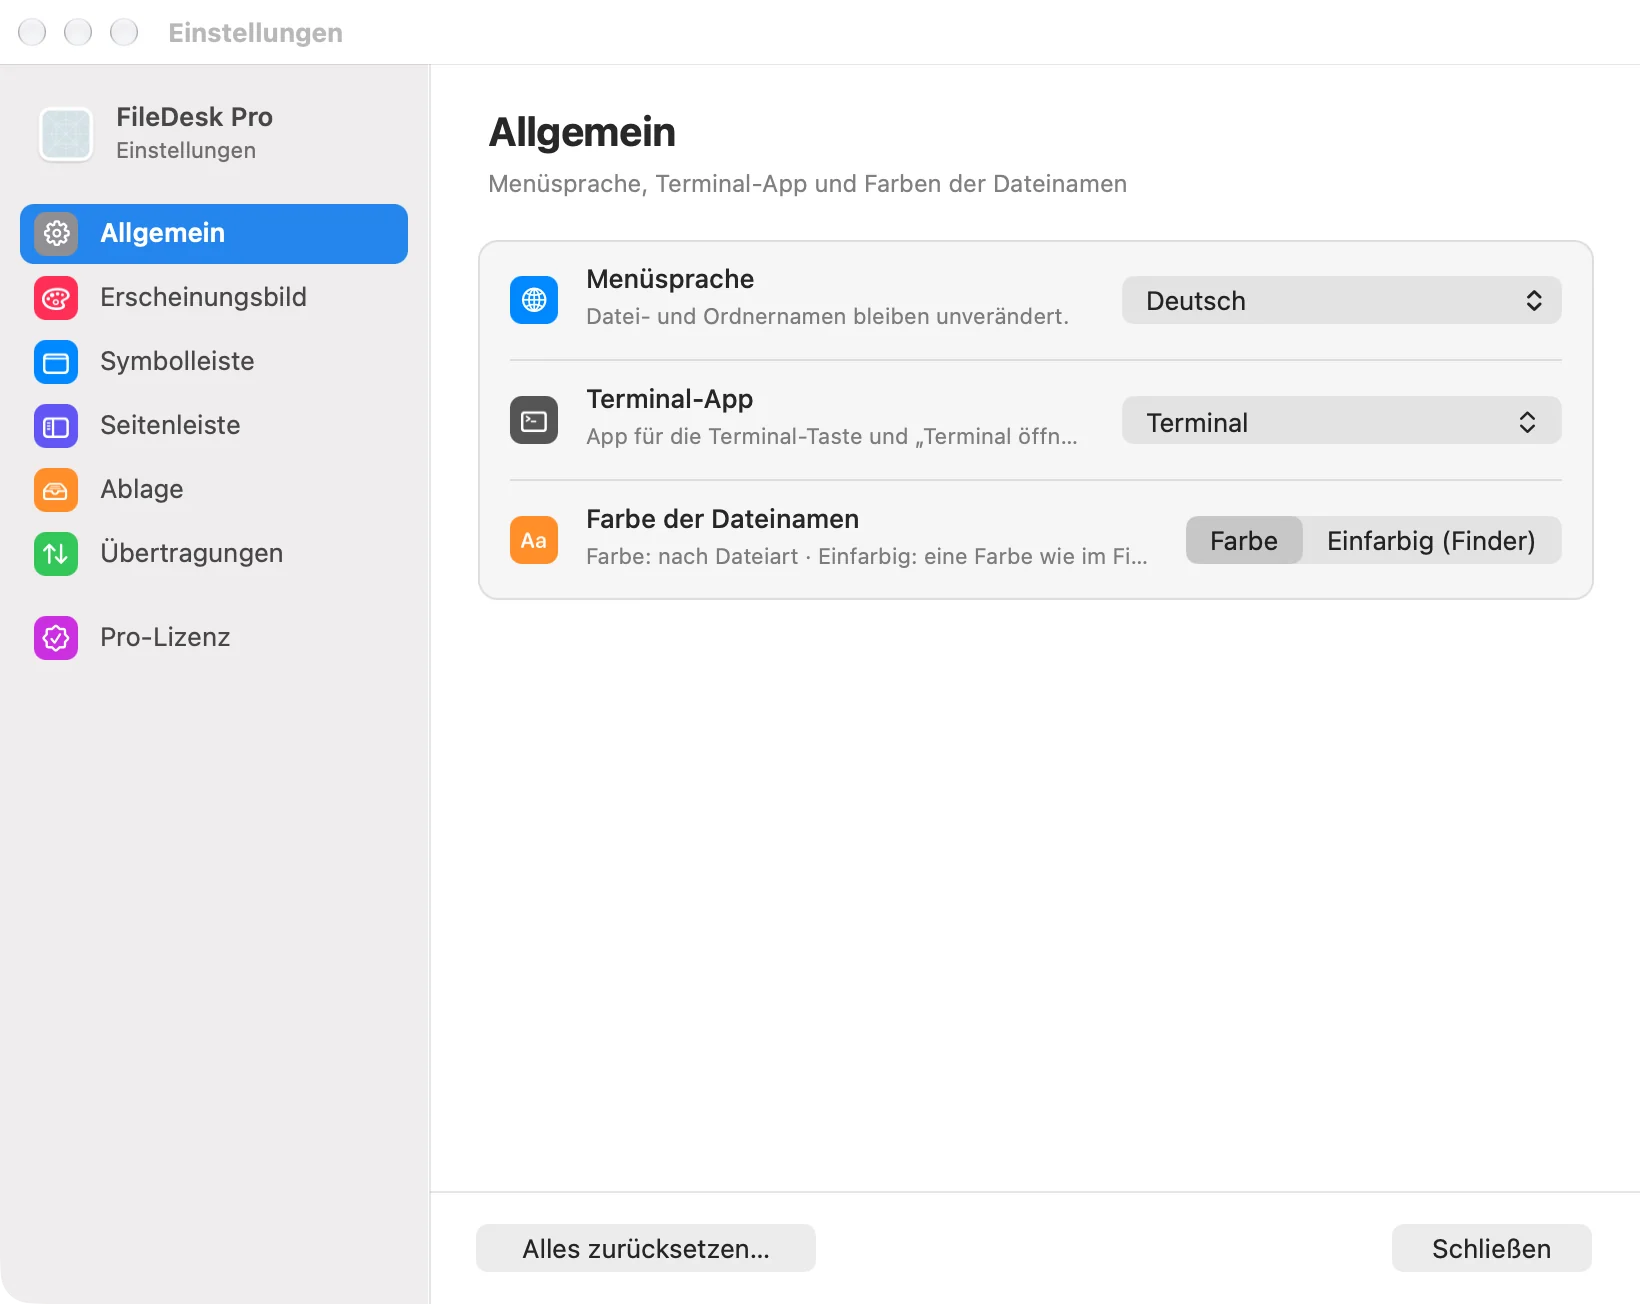 Einstellungen
FileDesk Pro
Einstellungen
Allgemein
Erscheinungsbild
Symbolleiste
Seitenleiste
Ablage
Übertragungen
Pro-Lizenz
Allgemein
Menüsprache, Terminal-App und Farben der Dateinamen
Menüsprache
Datei- und Ordnernamen bleiben unverändert.
Deutsch
Terminal-App
App für die Terminal-Taste und „Terminal öffn...
Terminal
Aa
Farbe der Dateinamen
Farbe: nach Dateiart · Einfarbig: eine Farbe wie im Fi...
Farbe
Einfarbig (Finder)
Alles zurücksetzen...
Schließen